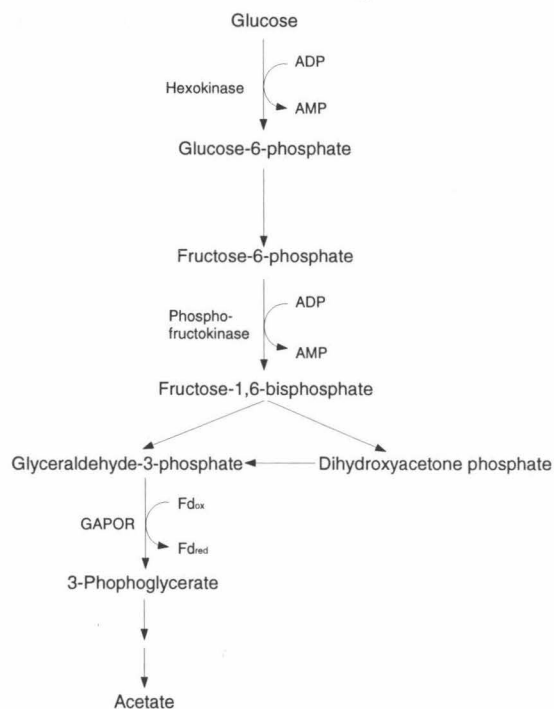 Glucose
ADP
Hexokinase
AMP
Glucose-6-phosphate
Fructose-6-phosphate
ADP
Phospho-
fructokinase
AMP
Fructose-1,6-bisphosphate
Glyceraldehyde-3-phosphate
Dihydroxyacetone phosphate
Fdox
GAPOR
Fdred
3-Phophoglycerate
Acetate